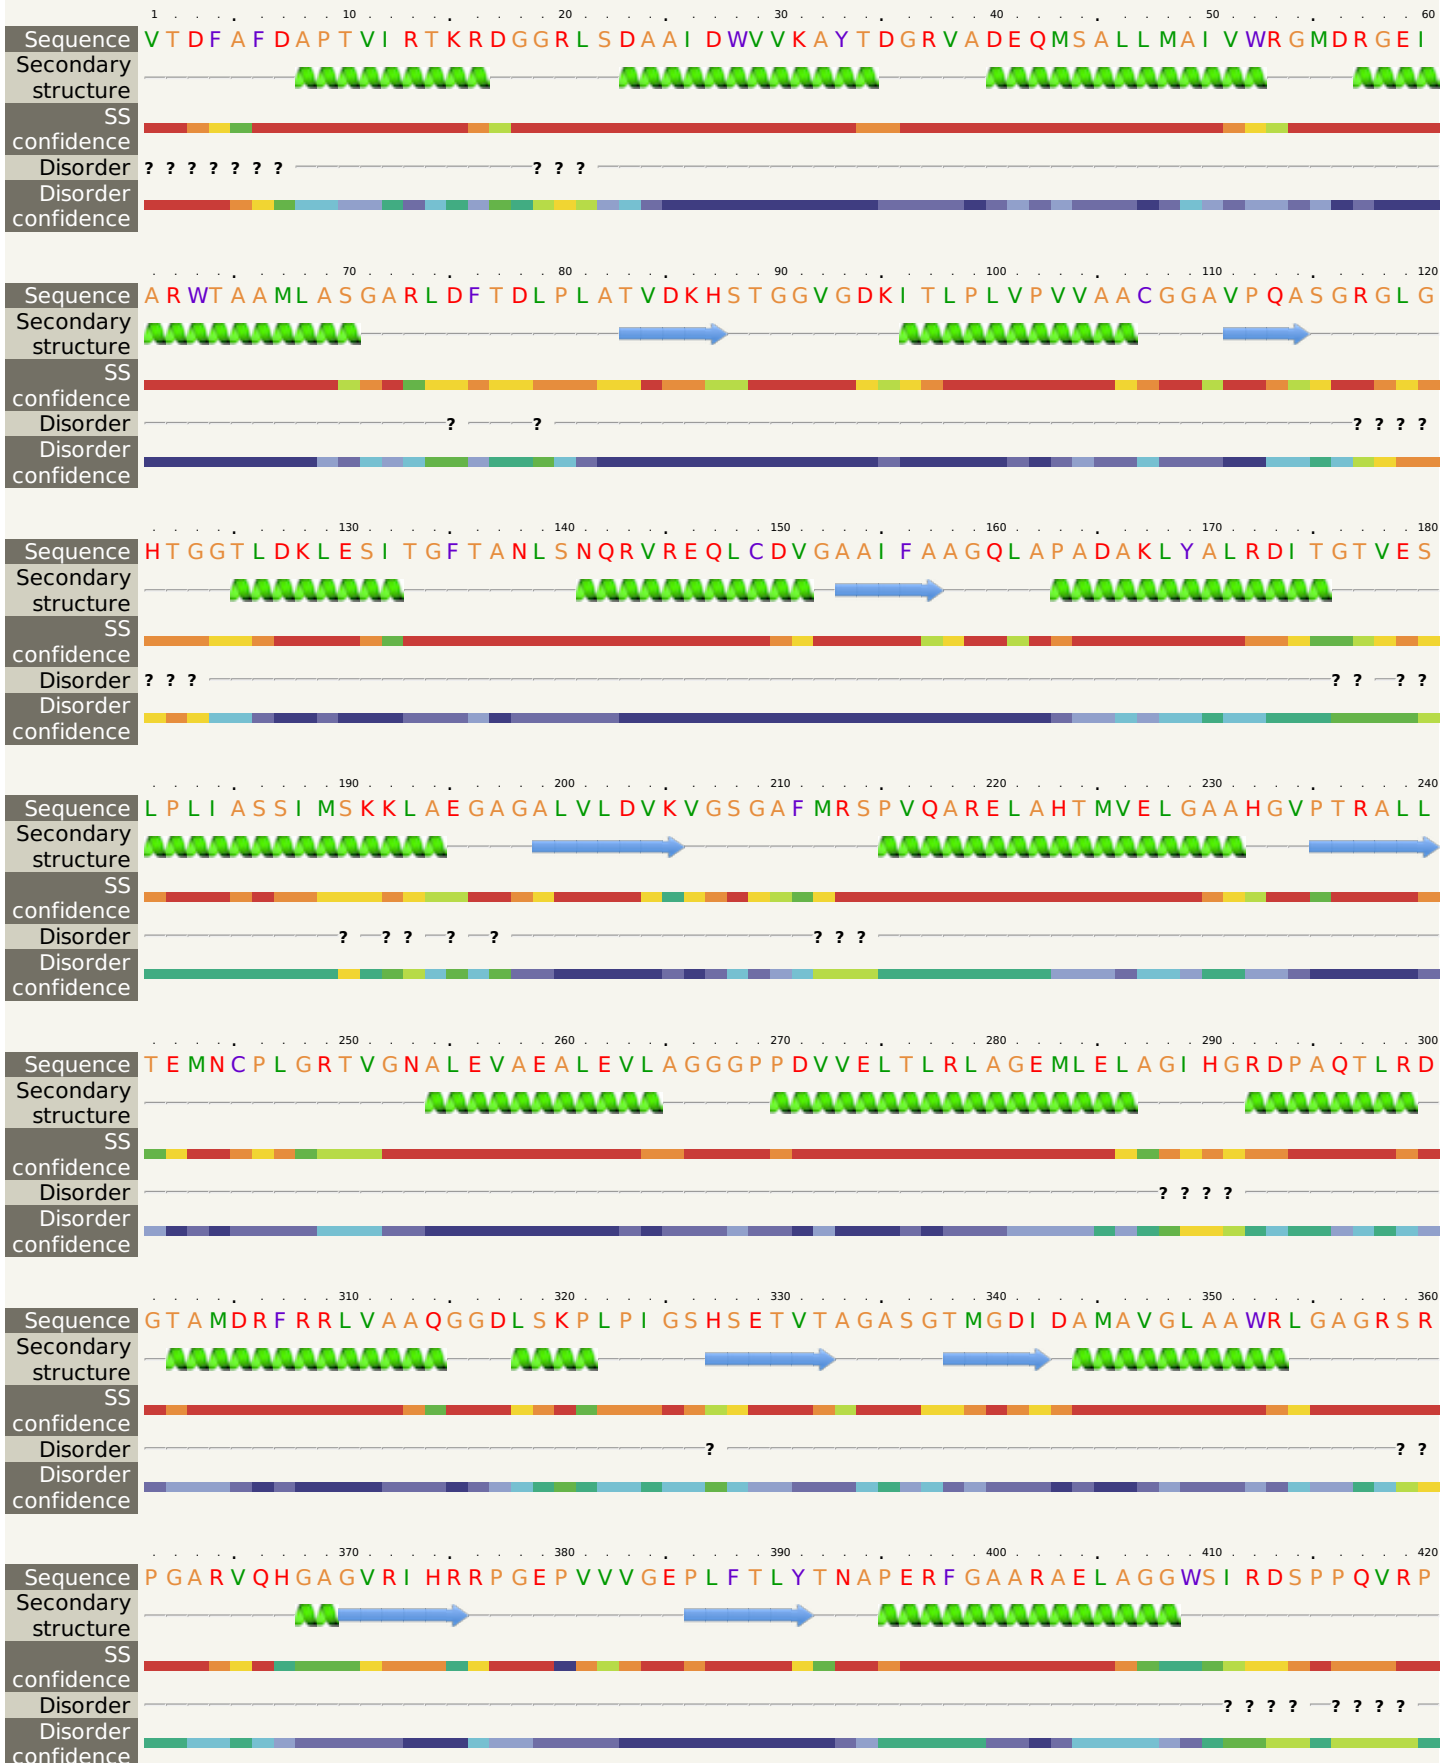 1 10 20 30 40 50 60
Sequence V T D F A F D A P T V I R T K R D G G R L S D A A I D W V V K A Y T D G R V A D E Q M S A L L M A I V W R G M D R G E I
Secondary
structure
SS
confidence
Disorder ? ? ? ? ? ? ? ? ? ?
Disorder
confidence
70 80 90 100 110 120
Sequence A R W T A A M L A S G A R L D F T D L P L A T V D K H S T G G V G D K I T L P L V P V V A A C G G A V P Q A S G R G L G
Secondary
structure
SS
confidence
Disorder ? ? ? ? ? ?
Disorder
confidence
130 140 150 160 170 180
Sequence H T G G T L D K L E S I T G F T A N L S N Q R V R E Q L C D V G A A I F A A G Q L A P A D A K L Y A L R D I T G T V E S
Secondary
structure
SS
confidence
Disorder ? ? ? ? ? ? ?
Disorder
confidence
190 200 210 220 230 240
Sequence L P L I A S S I M S K K L A E G A G A L V L D V K V G S G A F M R S P V Q A R E L A H T M V E L G A A H G V P T R A L L
Secondary
structure
SS
confidence
Disorder ? ? ? ? ? ? ? ?
Disorder
confidence
250 260 270 280 290 300
Sequence T E M N C P L G R T V G N A L E V A E A L E V L A G G G P P D V V E L T L R L A G E M L E L A G I H G R D P A Q T L R D
Secondary
structure
SS
confidence
Disorder ? ? ? ?
Disorder
confidence
310 320 330 340 350 360
Sequence G T A M D R F R R L V A A Q G G D L S K P L P I G S H S E T V T A G A S G T M G D I D A M A V G L A A W R L G A G R S R
Secondary
structure
SS
confidence
Disorder ? ? ?
Disorder
confidence
370 380 390 400 410 420
Sequence P G A R V Q H G A G V R I H R R P G E P V V V G E P L F T L Y T N A P E R F G A A R A E L A G G W S I R D S P P Q V R P
Secondary
structure
SS
confidence
Disorder ? ? ? ? ? ? ? ?
Disorder
confidence